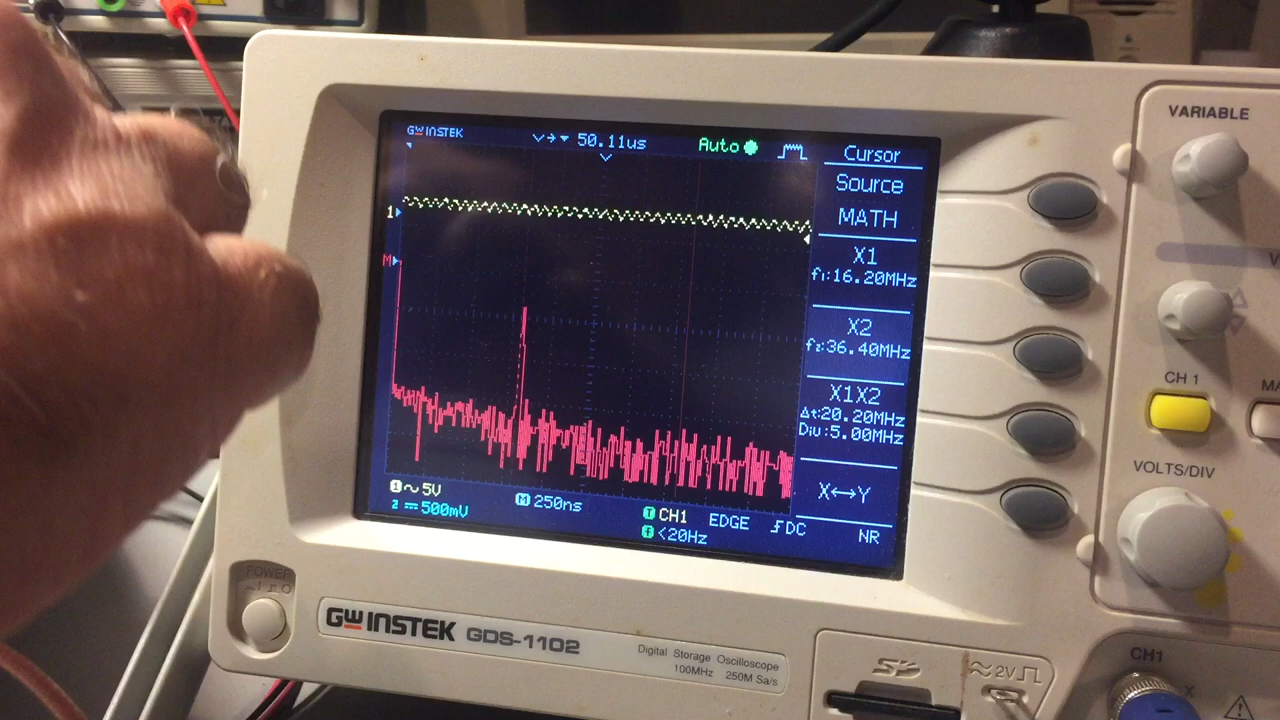 GW INSTEK
50.11us
Auto
Cursor
Source
MATH
1
M
X1
f1:16.20MHz
X2
f2:36.40MHz
X1X2
Δt:20.20MHz
Div:5.00MHz
X↔Y
1 ~ 5V
2 500mV
M 250ns
T CH1 EDGE DC
f <20Hz
NR
POWER
GW INSTEK GDS-1102
Digital Storage Oscilloscope
100MHz 250M Sa/s
SD
≈2V
VARIABLE
CH 1
VOLTS/DIV
CH1
X